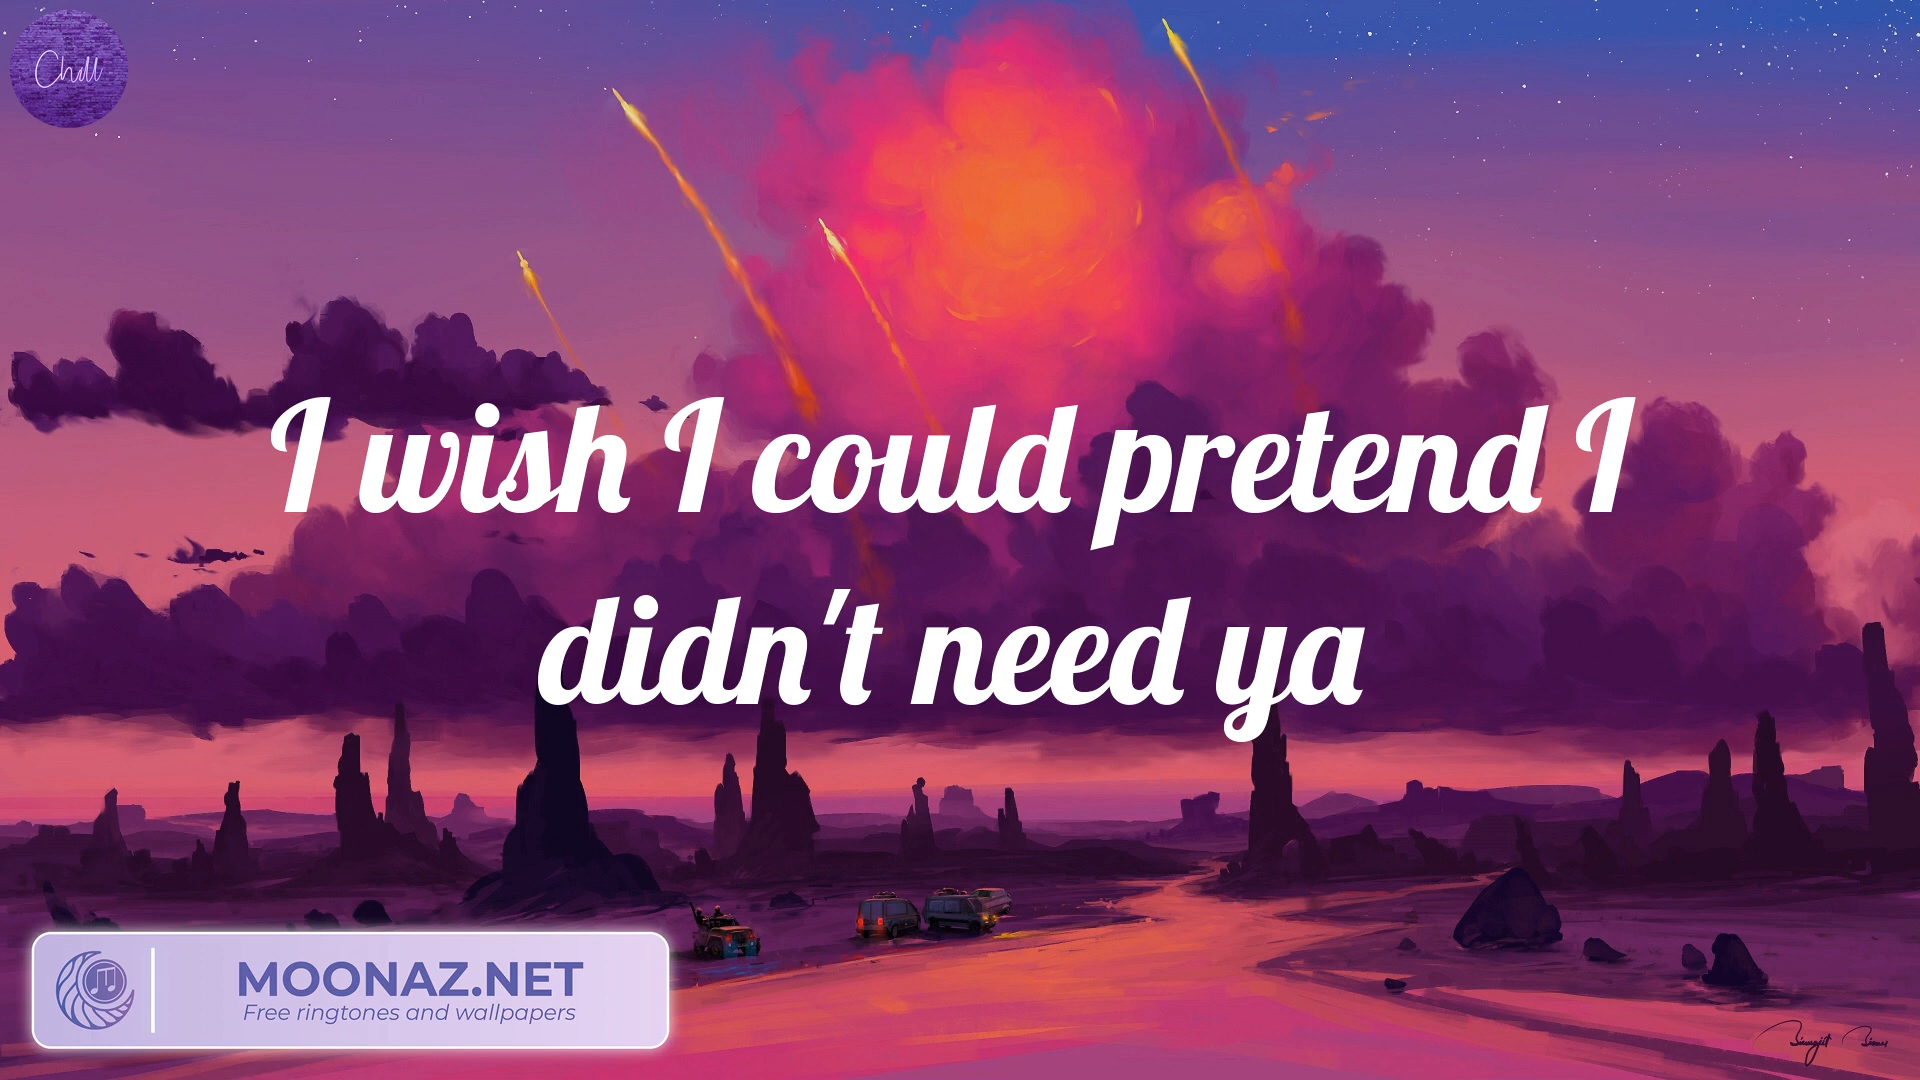 Chill
I wish I could pretend I
didn't need ya
MOONAZ.NET
Free ringtones and wallpapers